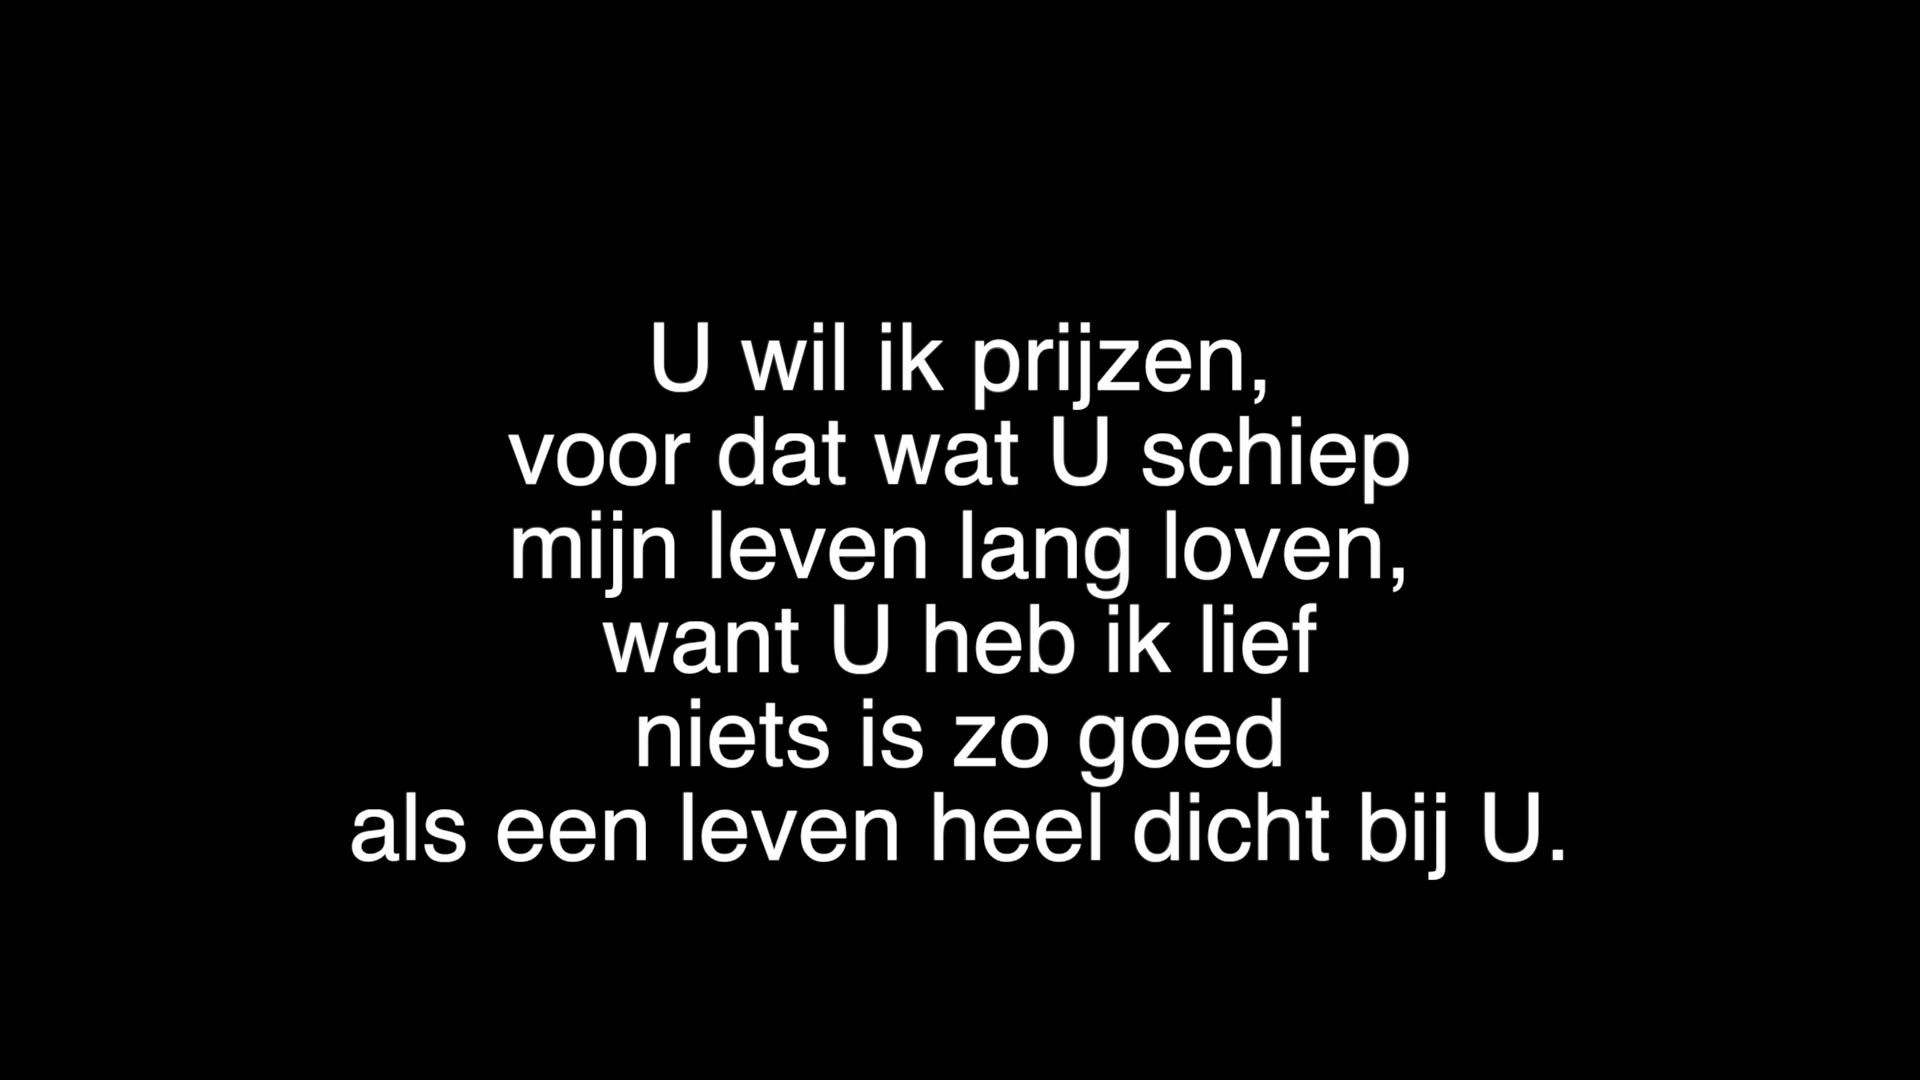 U wil ik prijzen,
voor dat wat U schiep
mijn leven lang loven,
want U heb ik lief
niets is zo goed
als een leven heel dicht bij U.